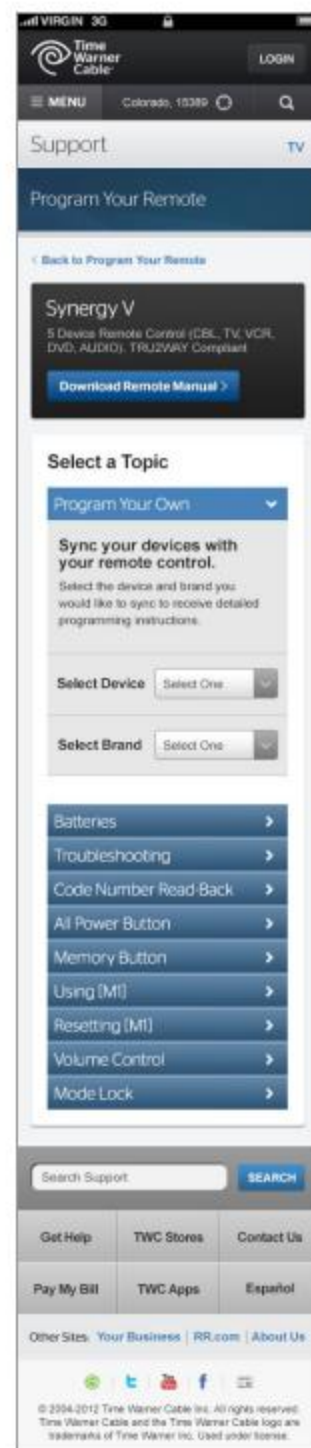 VIRGIN 3G
Time
Warner
Cable
LOGIN
MENU
Colorado, 15389
Support
TV
Program Your Remote
< Back to Program Your Remote
Synergy V
5 Device Remote Control (CBL, TV, VCR,
DVD, AUDIO), TRU2WAY Compliant
Download Remote Manual >
Select a Topic
Program Your Own
Sync your devices with
your remote control.
Select the device and brand you
would like to sync to receive detailed
programming instructions.
Select Device
Select One
Select Brand
Select One
Batteries
Troubleshooting
Code Number Read-Back
All Power Button
Memory Button
Using [M1]
Resetting [M1]
Volume Control
Mode Lock
Search Support
SEARCH
Get Help
TWC Stores
Contact Us
Pay My Bill
TWC Apps
Español
Other Sites: Your Business | RR.com | About Us
© 2004-2012 Time Warner Cable Inc. All rights reserved.
Time Warner Cable and the Time Warner Cable logo are
trademarks of Time Warner Inc. Used under license.